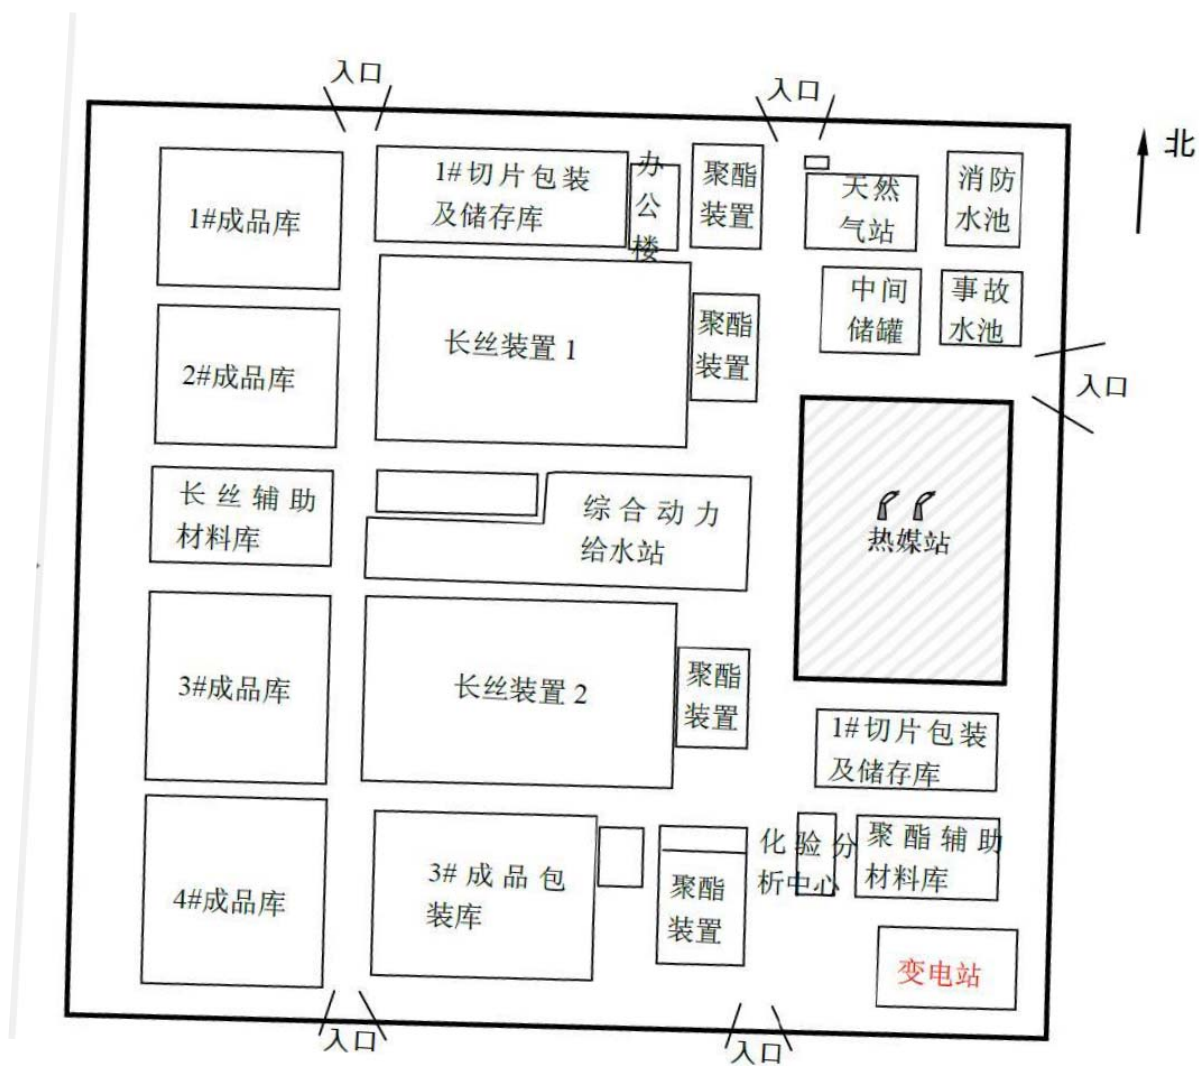 入口
入口
北
1#成品库
1#切片包装
及储存库
办
公
楼
聚酯
装置
天然
气站
消防
水池
2#成品库
长丝装置 1
聚酯
装置
中间
储罐
事故
水池
入口
长丝辅助
材料库
综合动力
给水站
热媒站
3#成品库
长丝装置 2
聚酯
装置
1#切片包装
及储存库
4#成品库
3#成品包
装库
聚酯
装置
化验分
析中心
聚酯辅助
材料库
变电站
入口
入口